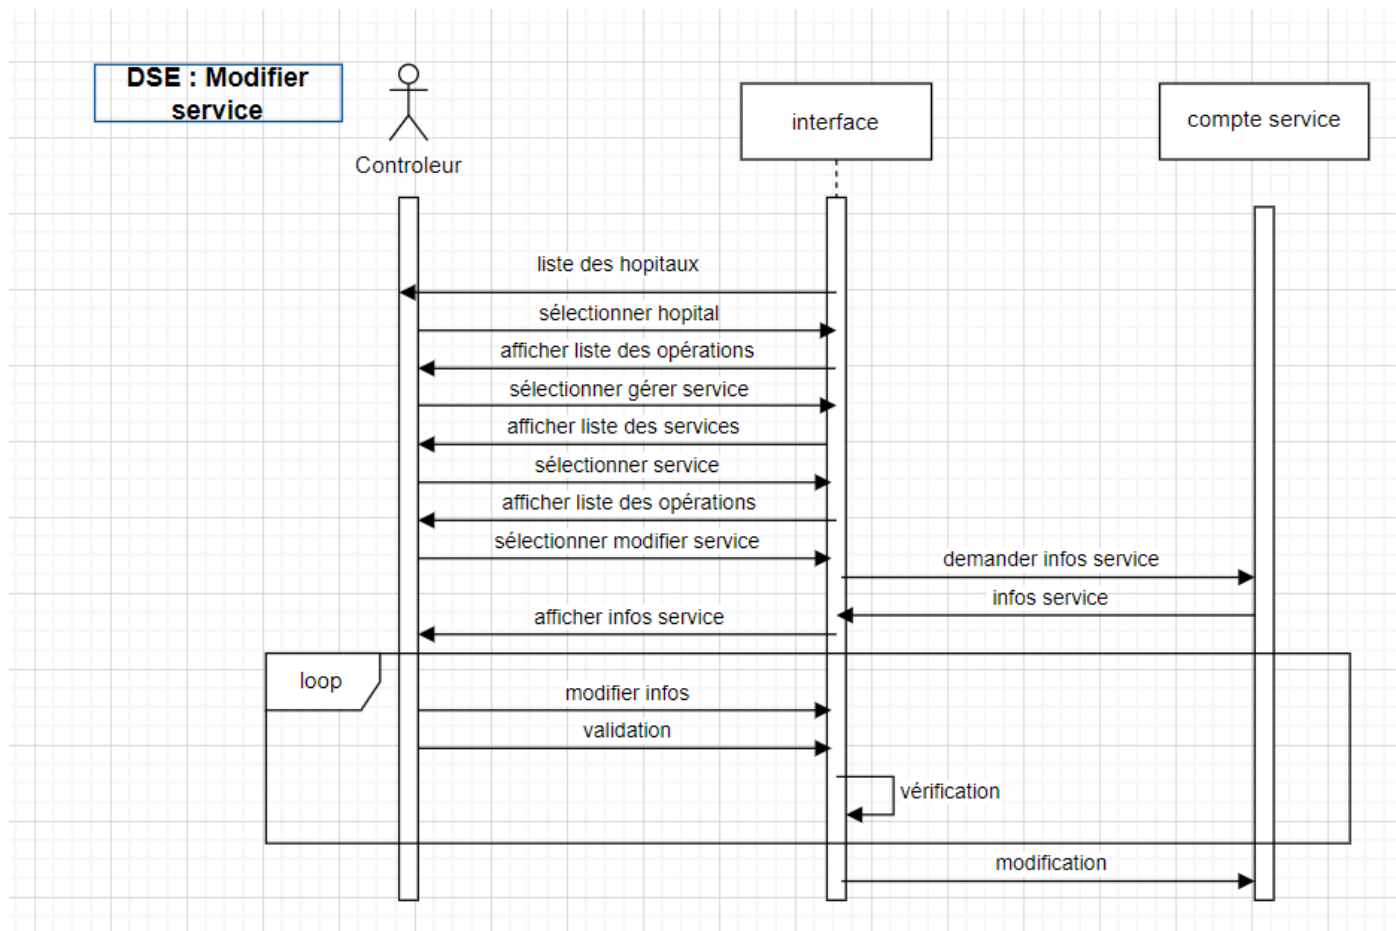 DSE : Modifier
service
Controleur
interface
compte service
liste des hopitaux
sélectionner hopital
afficher liste des opérations
sélectionner gérer service
afficher liste des services
sélectionner service
afficher liste des opérations
sélectionner modifier service
demander infos service
infos service
afficher infos service
loop
modifier infos
validation
vérification
modification